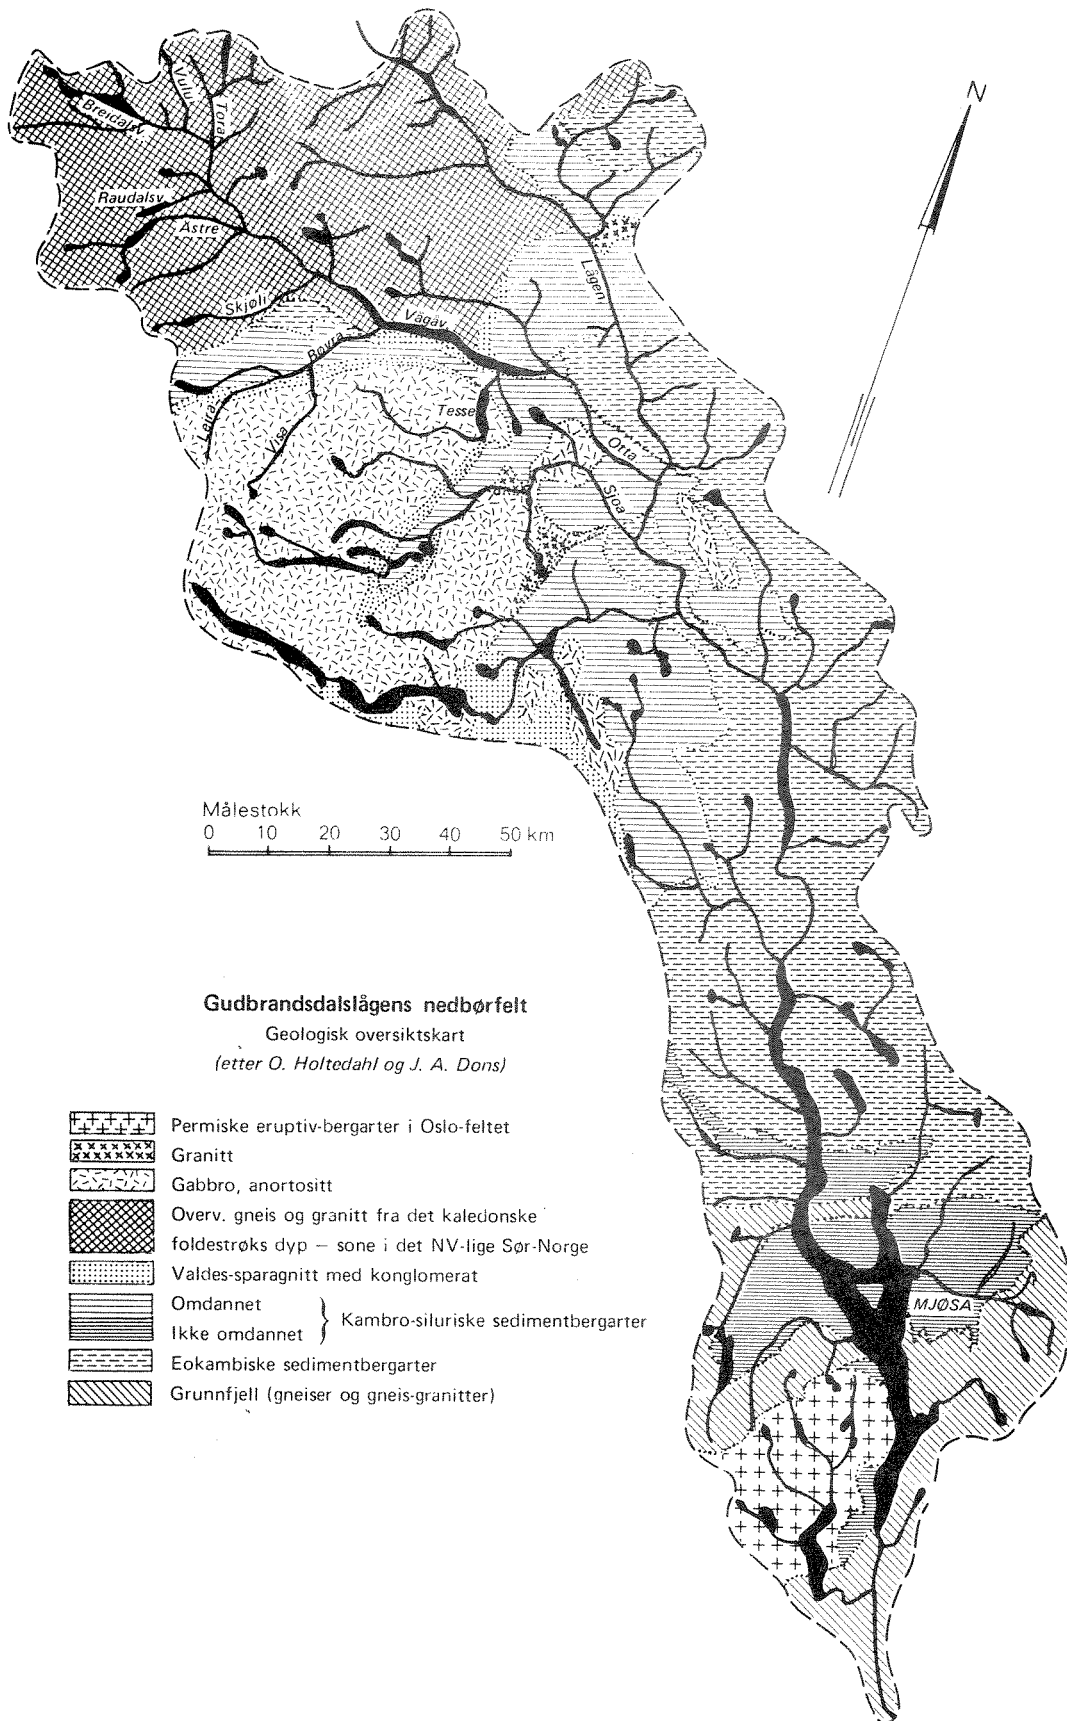 N
Vulu
Breidalsv.
Tora
Raudalsv.
Åstre
Lågen
Skjøli
Vågåv.
Bøvra
Tesse
Leira
Visa
Otta
Sjoa
Målestokk
0 10 20 30 40 50 km
Gudbrandsdalslågens nedbørfelt
Geologisk oversiktskart
(etter O. Holtedahl og J. A. Dons)
Permiske eruptiv-bergarter i Oslo-feltet
Granitt
Gabbro, anortositt
Overv. gneis og granitt fra det kaledonske
foldestrøks dyp – sone i det NV-lige Sør-Norge
Valdes-sparagnitt med konglomerat
Omdannet
Ikke omdannet
Kambro-siluriske sedimentbergarter
Eokambiske sedimentbergarter
Grunnfjell (gneiser og gneis-granitter)
MJØSA